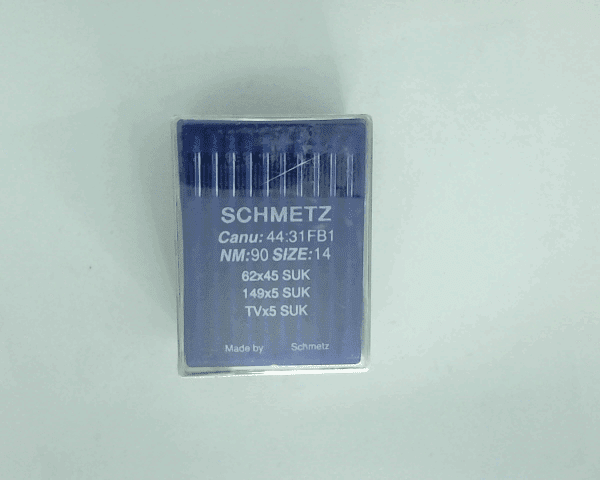 SCHMETZ
Canu: 44:31FB1
NM:90 SIZE:14
62x45 SUK
149x5 SUK
TVx5 SUK
Made by Schmetz